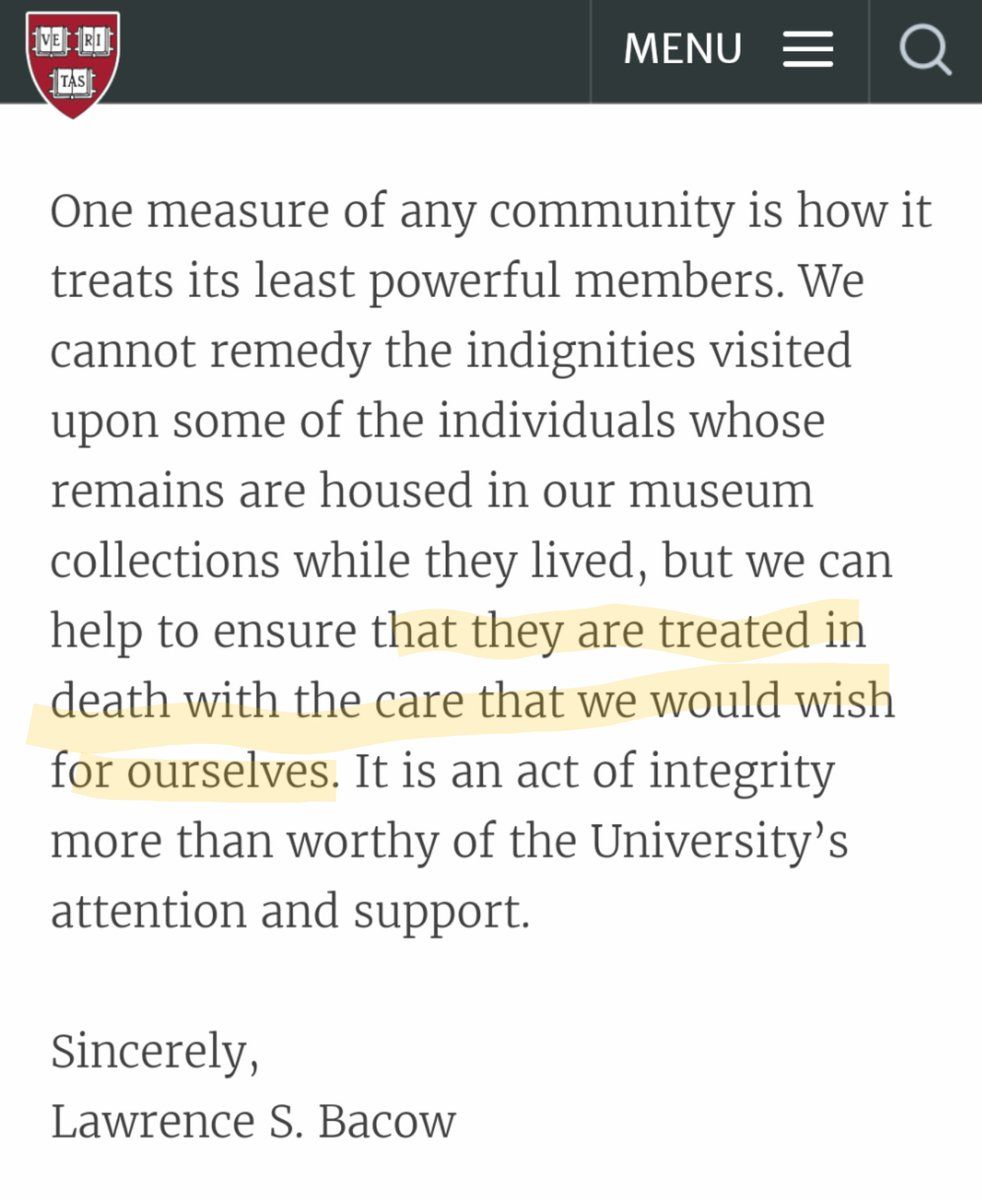 VE RI
TAS
MENU
One measure of any community is how it
treats its least powerful members. We
cannot remedy the indignities visited
upon some of the individuals whose
remains are housed in our museum
collections while they lived, but we can
help to ensure that they are treated in
death with the care that we would wish
for ourselves. It is an act of integrity
more than worthy of the University’s
attention and support.
Sincerely,
Lawrence S. Bacow